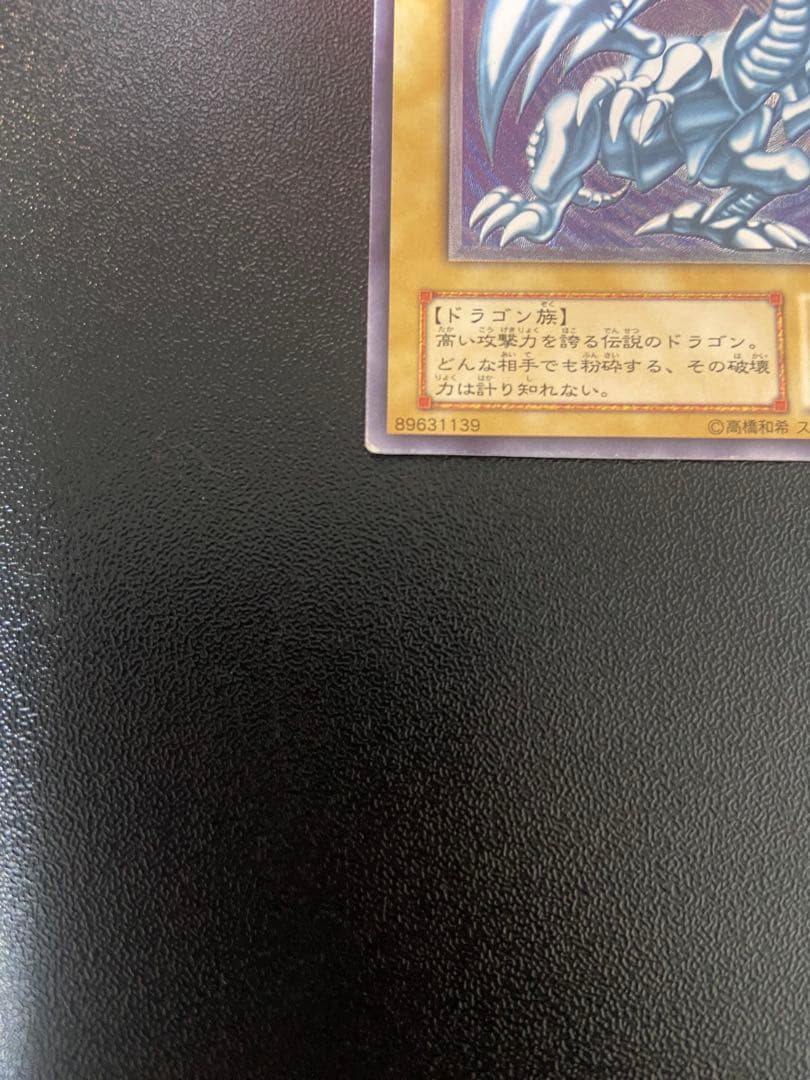 【ドラゴン族】
高い攻撃力を誇る伝説のドラゴン。
どんな相手でも粉砕する、その破壊
力は計り知れない。
89631139
©高橋和希 ス